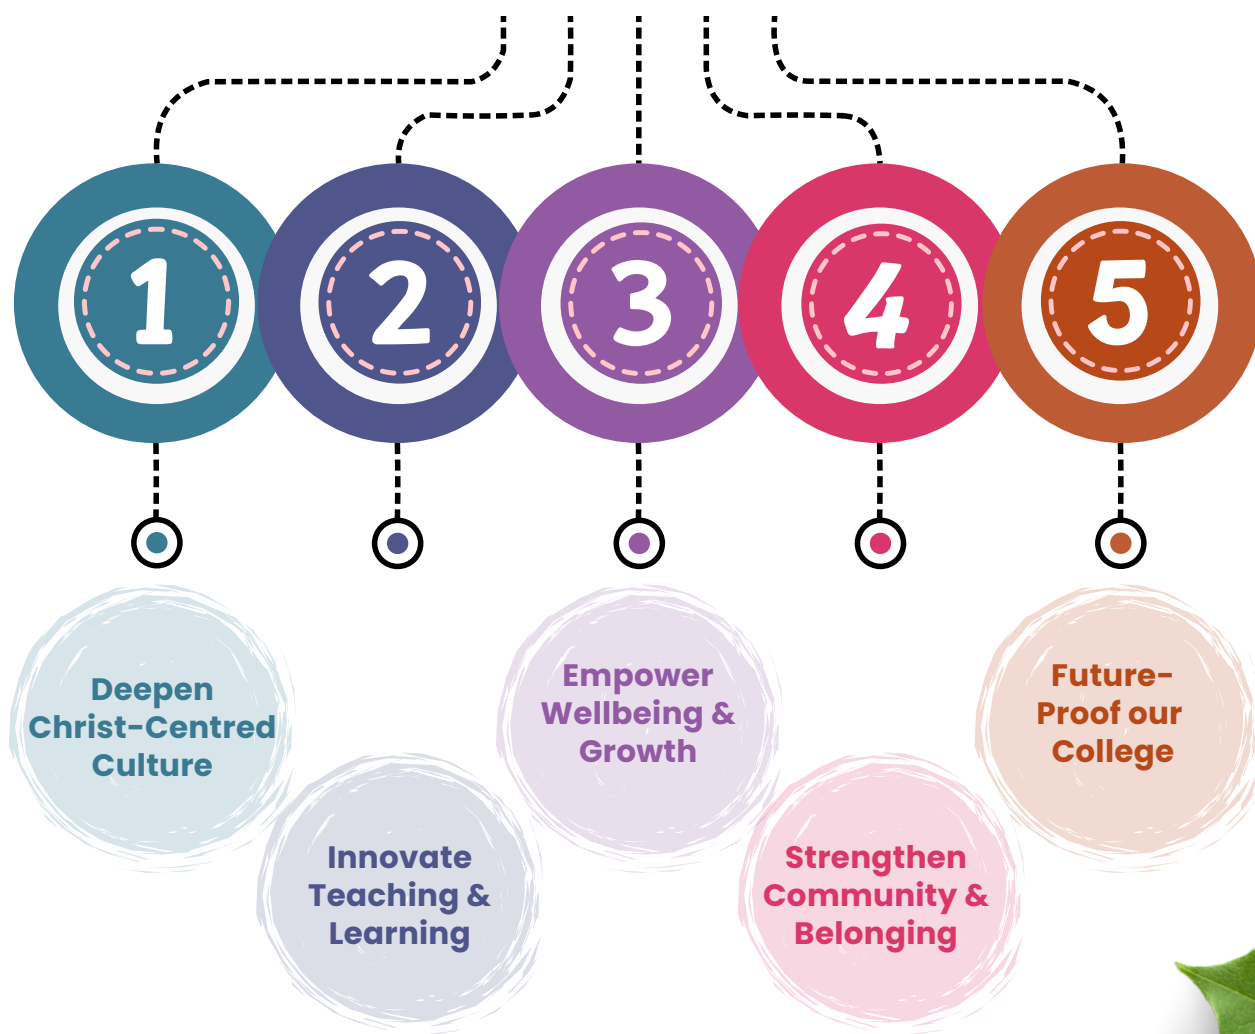 1
2
3
4
5
Deepen
Christ-Centred
Culture
Innovate
Teaching &
Learning
Empower
Wellbeing &
Growth
Strengthen
Community &
Belonging
Future-
Proof our
College